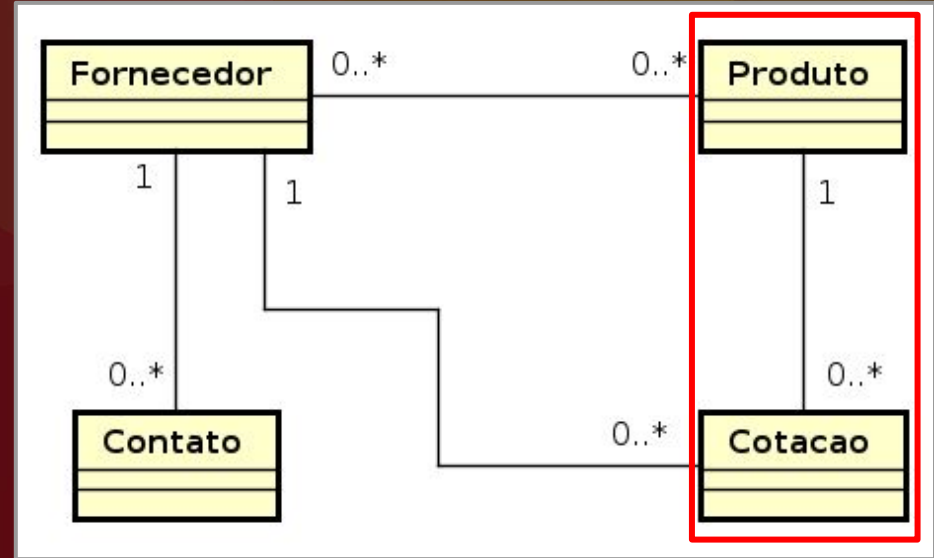 Fornecedor 0..* 0..* Produto
1 1 1
0..* 0..*
0..*
Contato Cotacao